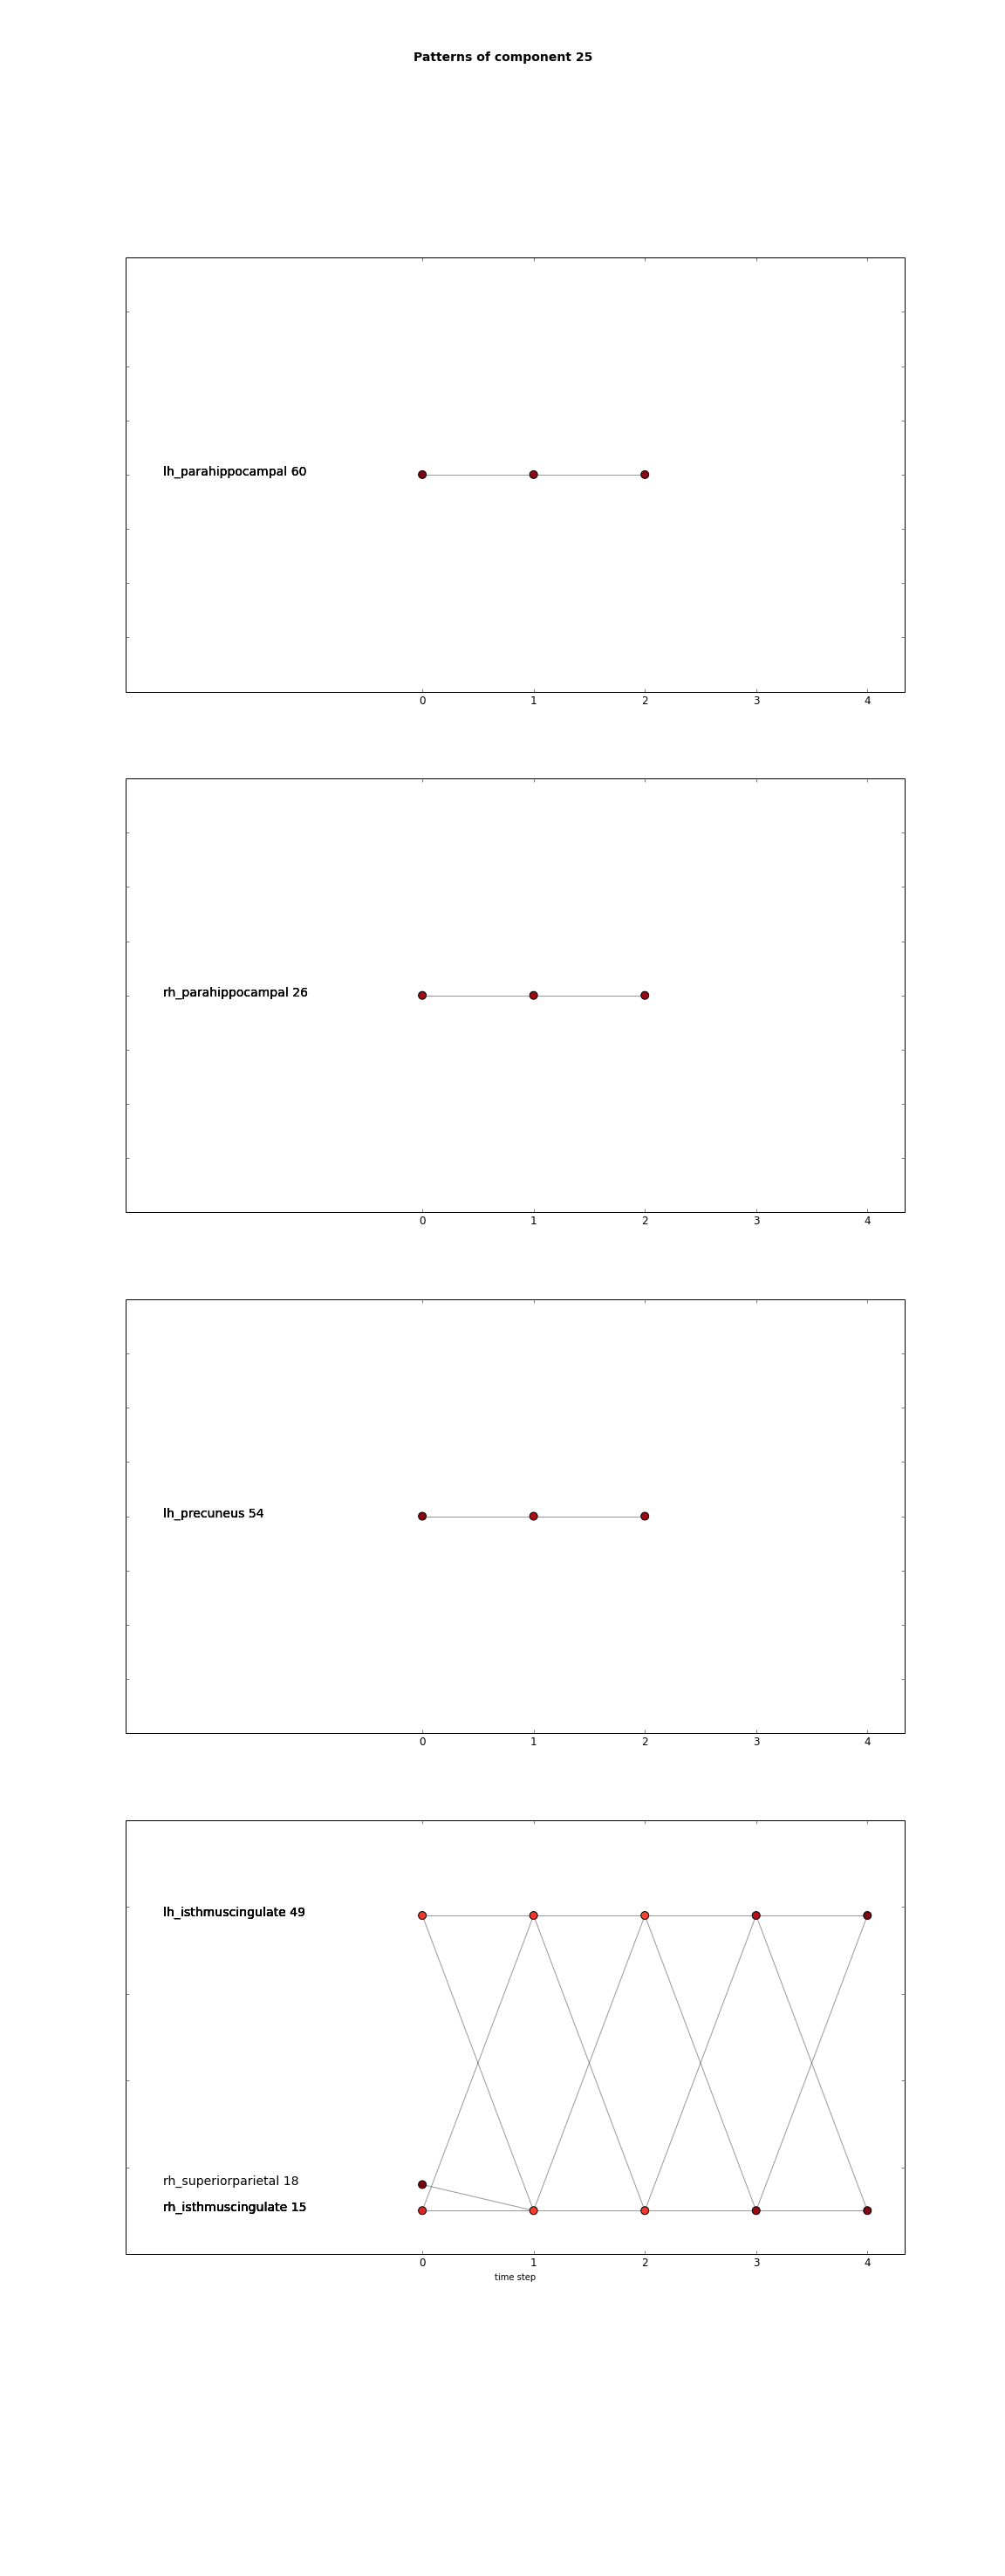 Patterns of component 25
lh_parahippocampal 60
0 1 2 3 4
rh_parahippocampal 26
0 1 2 3 4
lh_precuneus 54
0 1 2 3 4
lh_isthmuscingulate 49
rh_superiorparietal 18
rh_isthmuscingulate 15
0 1 2 3 4
time step